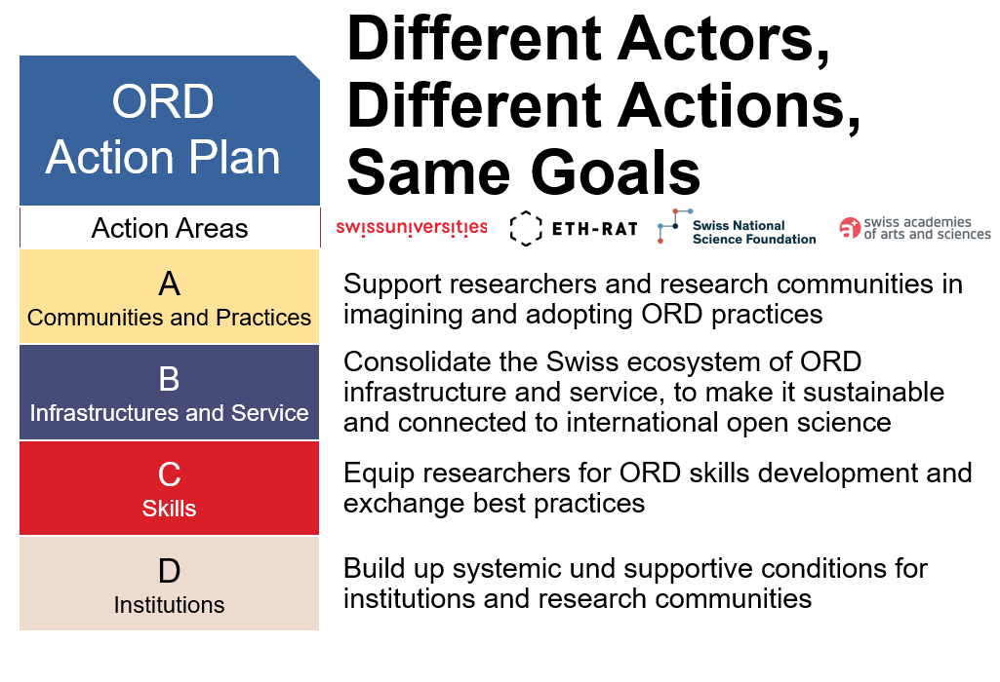 ORD
Action Plan
Different Actors,
Different Actions,
Same Goals
Action Areas
swissuniversities
ETH-RAT
Swiss National
Science Foundation
swiss academies
of arts and sciences
A
Communities and Practices
Support researchers and research communities in
imagining and adopting ORD practices
B
Infrastructures and Service
Consolidate the Swiss ecosystem of ORD
infrastructure and service, to make it sustainable
and connected to international open science
C
Skills
Equip researchers for ORD skills development and
exchange best practices
D
Institutions
Build up systemic und supportive conditions for
institutions and research communities